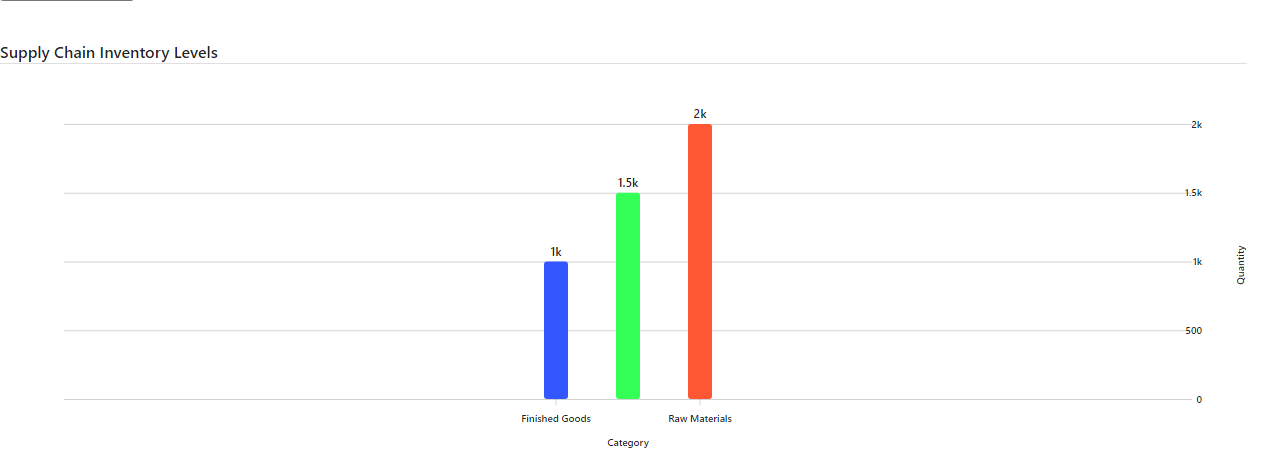 Supply Chain Inventory Levels
2k
1.5k
1k
2k
1.5k
1k
500
0
Quantity
Finished Goods
Raw Materials
Category